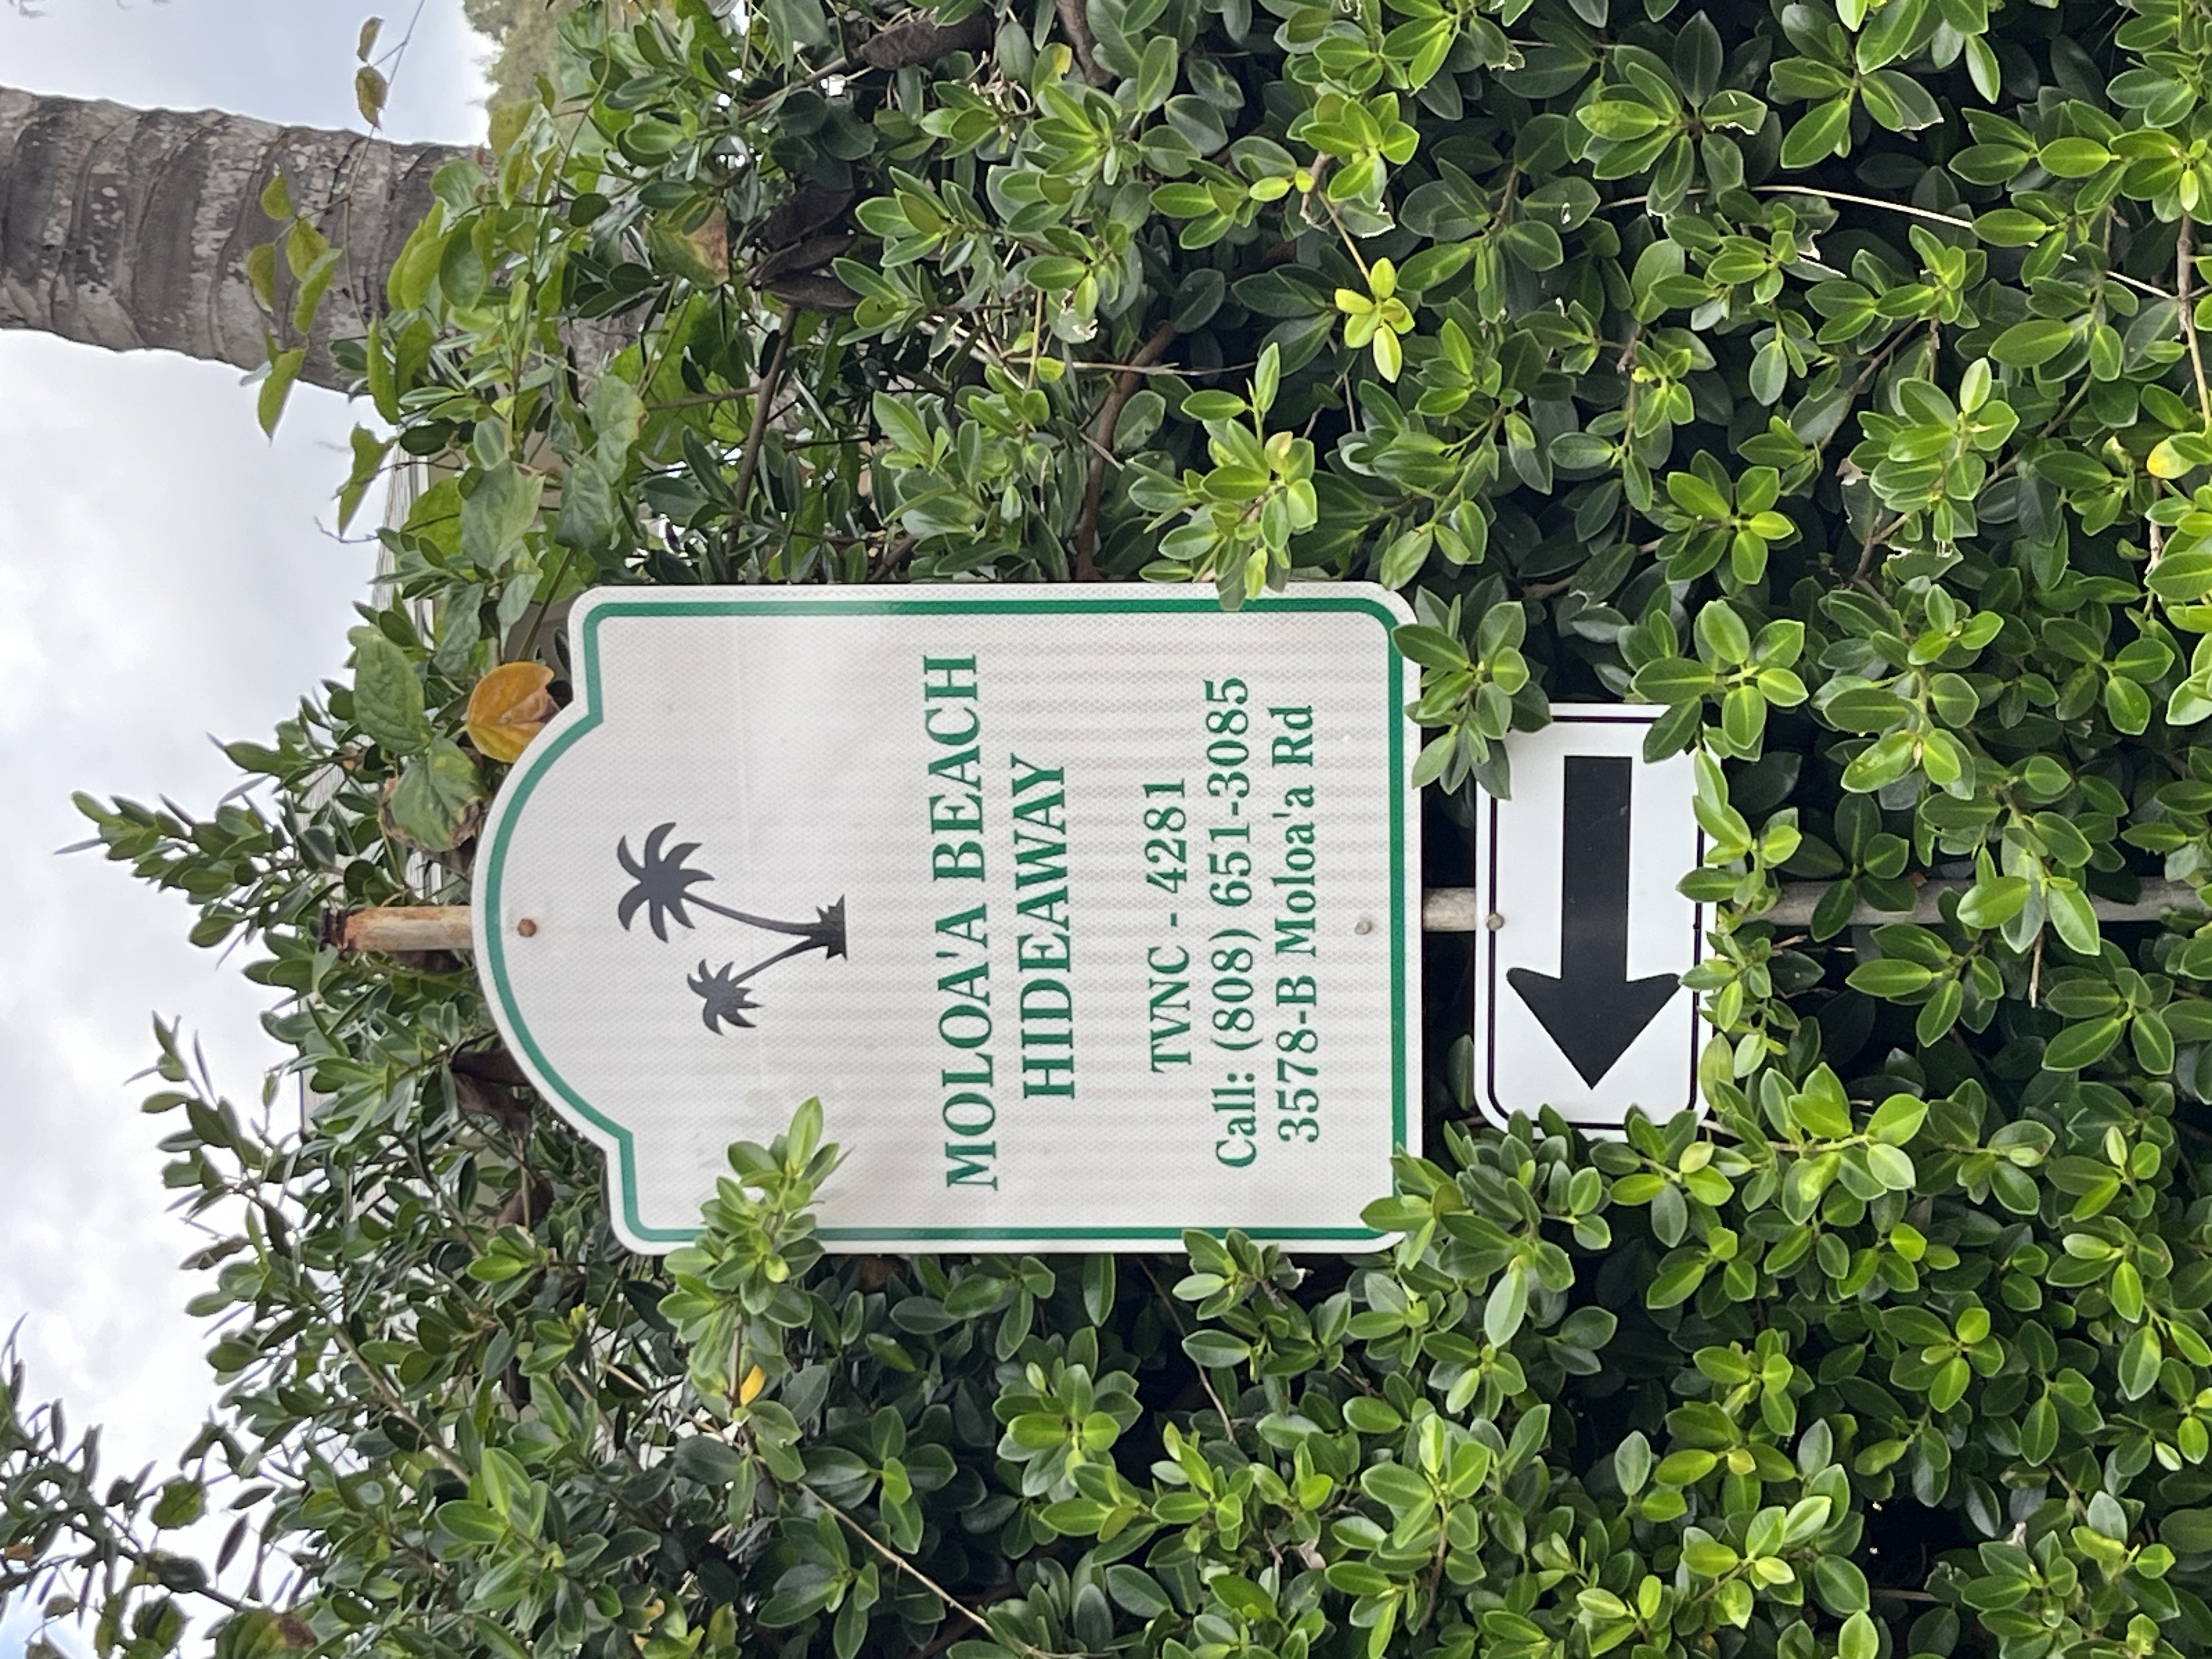 MOLOA'A BEACH
HIDEAWAY
TVNC - 4281
Call: (808) 651-3085
3578-B Moloa'a Rd